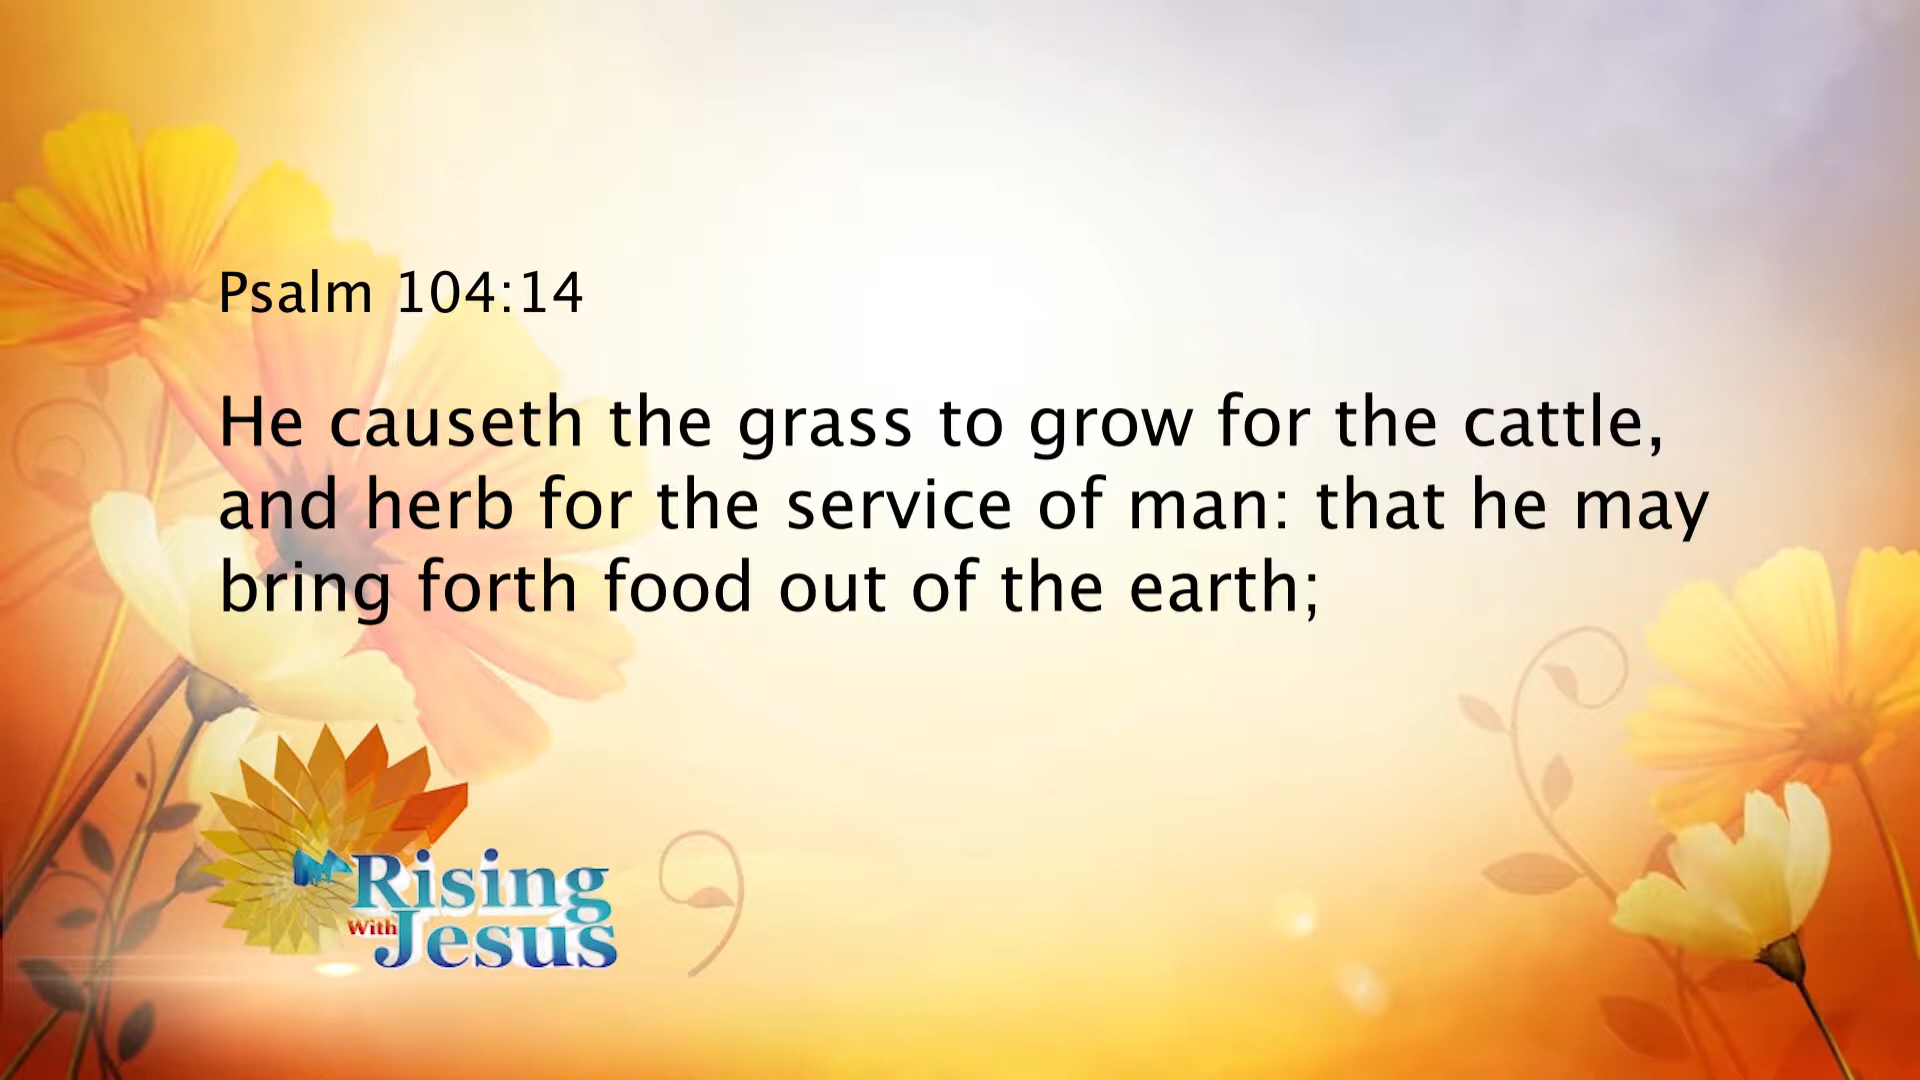 Psalm 104:14
He causeth the grass to grow for the cattle,
and herb for the service of man: that he may
bring forth food out of the earth;
Rising
With Jesus